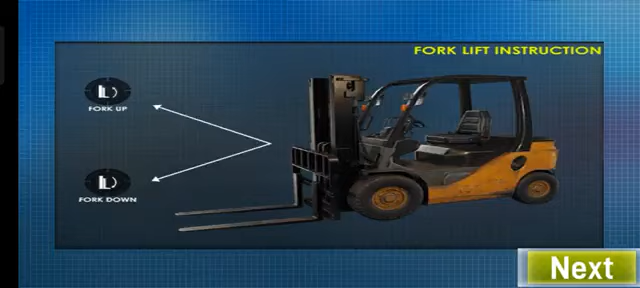 FORK LIFT INSTRUCTION
FORK UP
FORK DOWN
Next